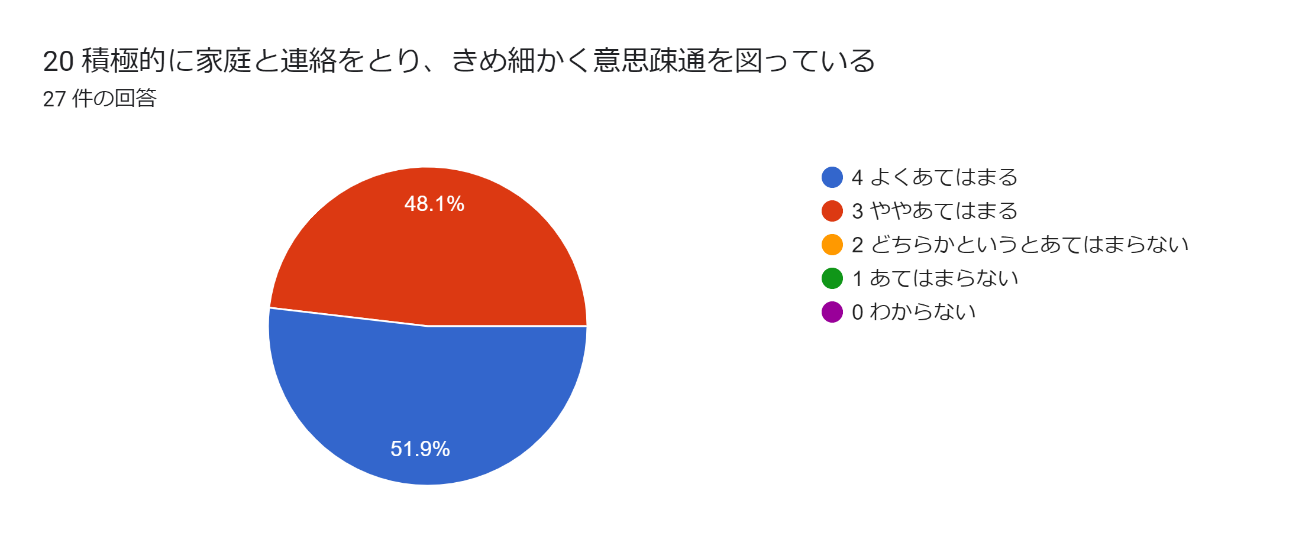 20 積極的に家庭と連絡をとり、きめ細かく意思疎通を図っている
27 件の回答
48.1%
51.9%
4 よくあてはまる
3 ややあてはまる
2 どちらかというとあてはまらない
1 あてはまらない
0 わからない